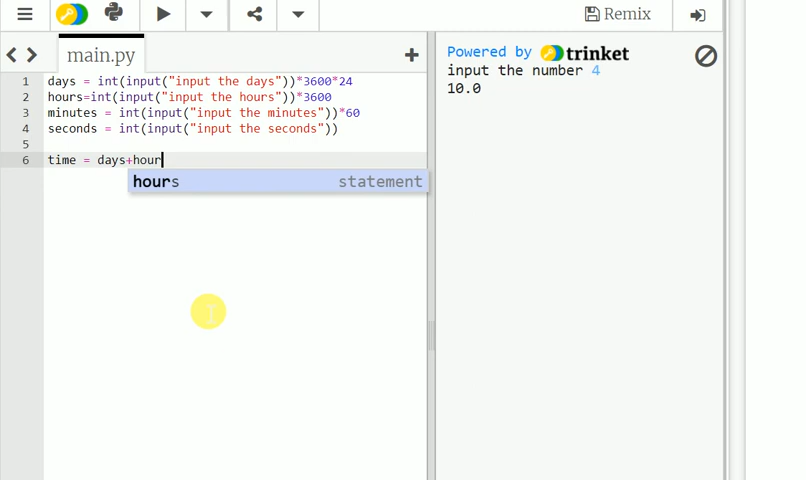 Remix
main.py
+
1 days = int(input("input the days"))*3600*24
2 hours=int(input("input the hours"))*3600
3 minutes = int(input("input the minutes"))*60
4 seconds = int(input("input the seconds"))
5
6 time = days+hour
hours statement
Powered by trinket
input the number 4
10.0